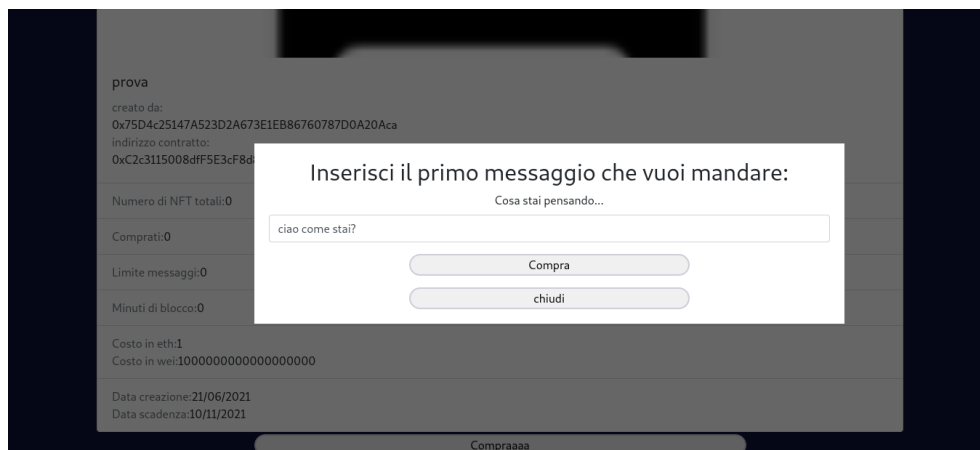 prova
creato da:
0x75D4c25147A523D2A673E1EB86760787D0A20Aca
indirizzo contratto:
0xC2c3115008dfF5E3cF8d
Numero di NFT totali:0
Comprati:0
Limite messaggi:0
Minuti di blocco:0
Costo in eth:1
Costo in wei:1000000000000000000
Data creazione:21/06/2021
Data scadenza:10/11/2021
Compraaaa
Inserisci il primo messaggio che vuoi mandare:
Cosa stai pensando...
ciao come stai?
Compra
chiudi